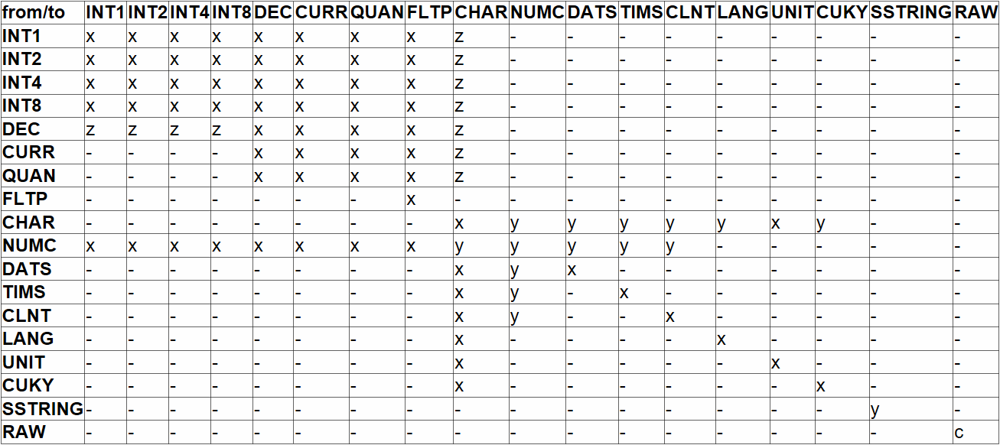 from/to INT1 INT2 INT4 INT8 DEC CURR QUAN FLTP CHAR NUMC DATS TIMS CLNT LANG UNIT CUKY SSTRING RAW
INT1 x x x x x x x x z - - - - - - - - -
INT2 x x x x x x x x z - - - - - - - - -
INT4 x x x x x x x x z - - - - - - - - -
INT8 x x x x x x x x z - - - - - - - - -
DEC z z z z x x x x z - - - - - - - - -
CURR - - - - x x x x z - - - - - - - - -
QUAN - - - - x x x x z - - - - - - - - -
FLTP - - - - - - - x - - - - - - - - - -
CHAR - - - - - - - - x y y y y y x y - -
NUMC x x x x x x x x y y y y y - - - - -
DATS - - - - - - - - x y x - - - - - - -
TIMS - - - - - - - - x y - x - - - - - -
CLNT - - - - - - - - x y - - x - - - - -
LANG - - - - - - - - x - - - - x - - - -
UNIT - - - - - - - - x - - - - - x - - -
CUKY - - - - - - - - x - - - - - - x - -
SSTRING - - - - - - - - - - - - - - - - y -
RAW - - - - - - - - - - - - - - - - - c